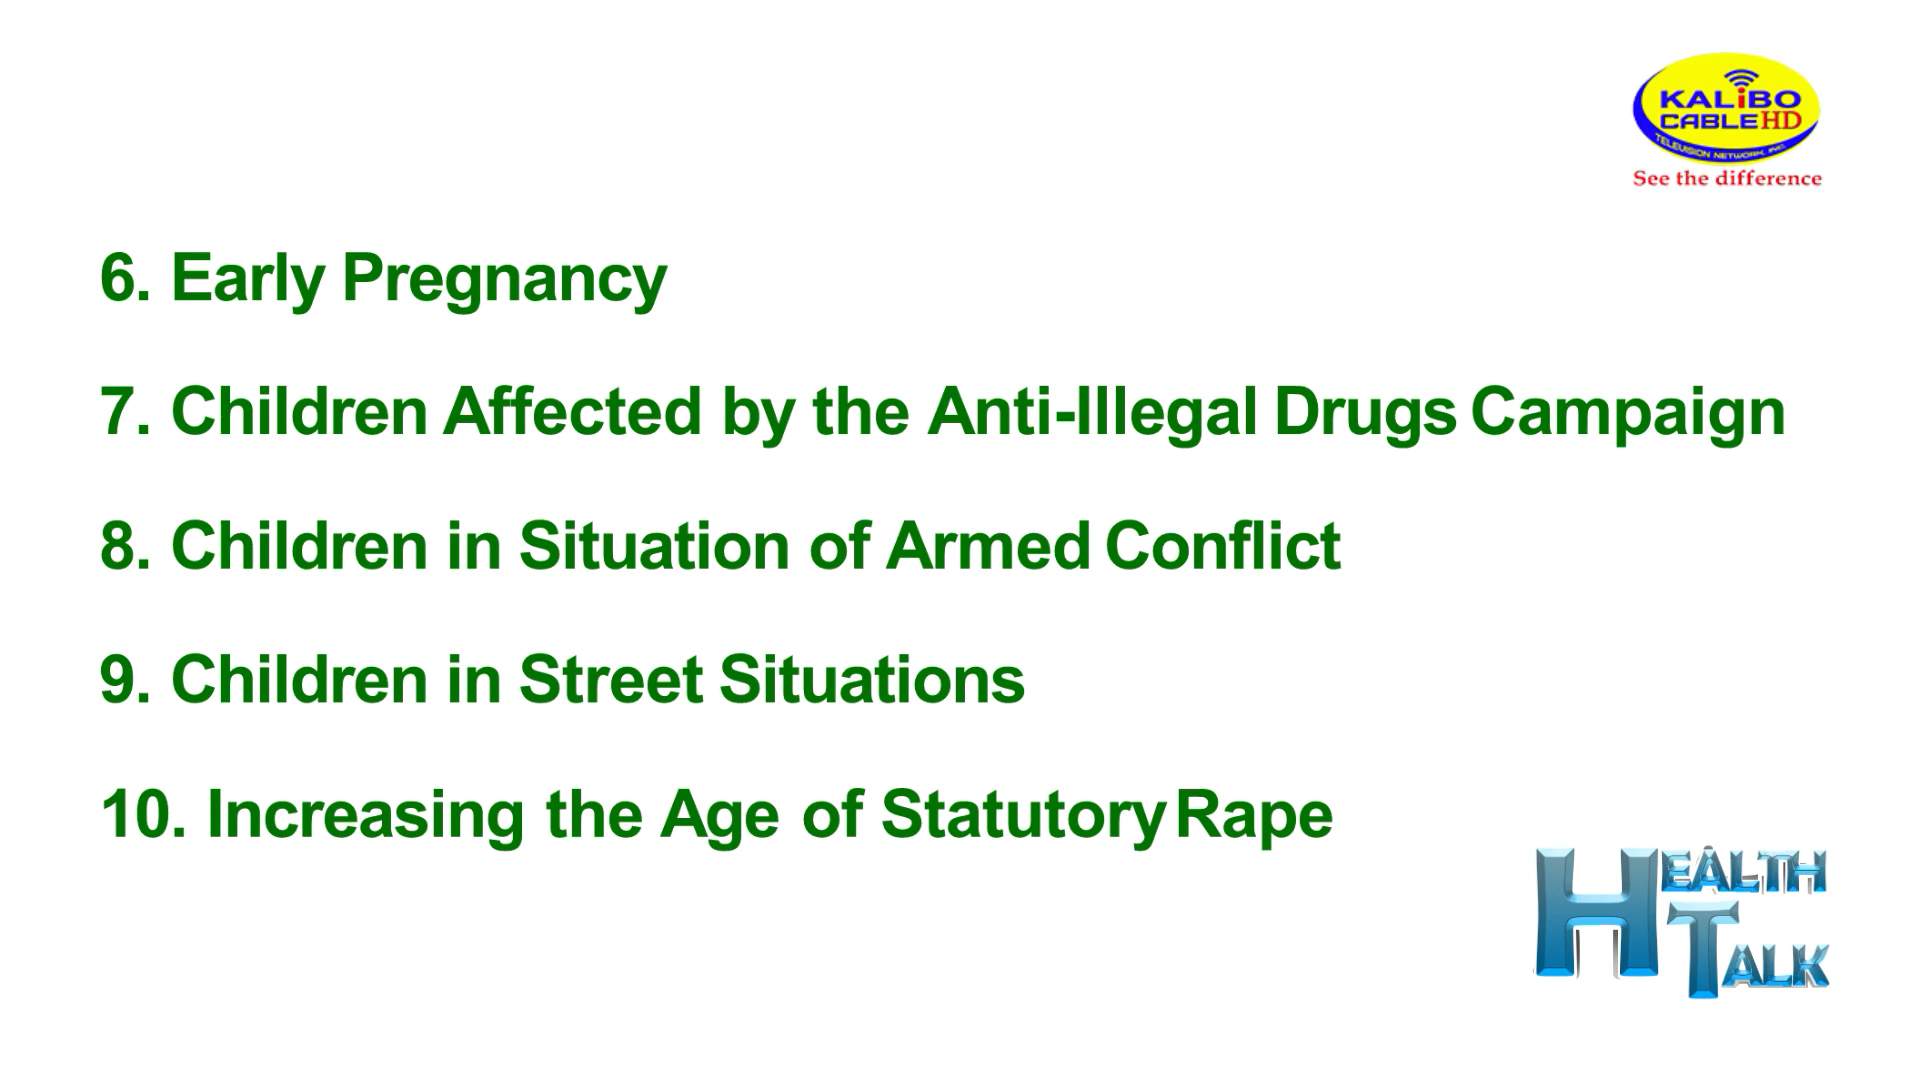 KALiBO
CABLEHD
TELEVISION NETWORK, INC.
See the difference
6. Early Pregnancy
7. Children Affected by the Anti-Illegal Drugs Campaign
8. Children in Situation of Armed Conflict
9. Children in Street Situations
10. Increasing the Age of Statutory Rape
HEALTH
TALK